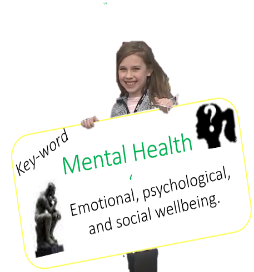 Key-word
Mental Health
Emotional, psychological,
and social wellbeing.